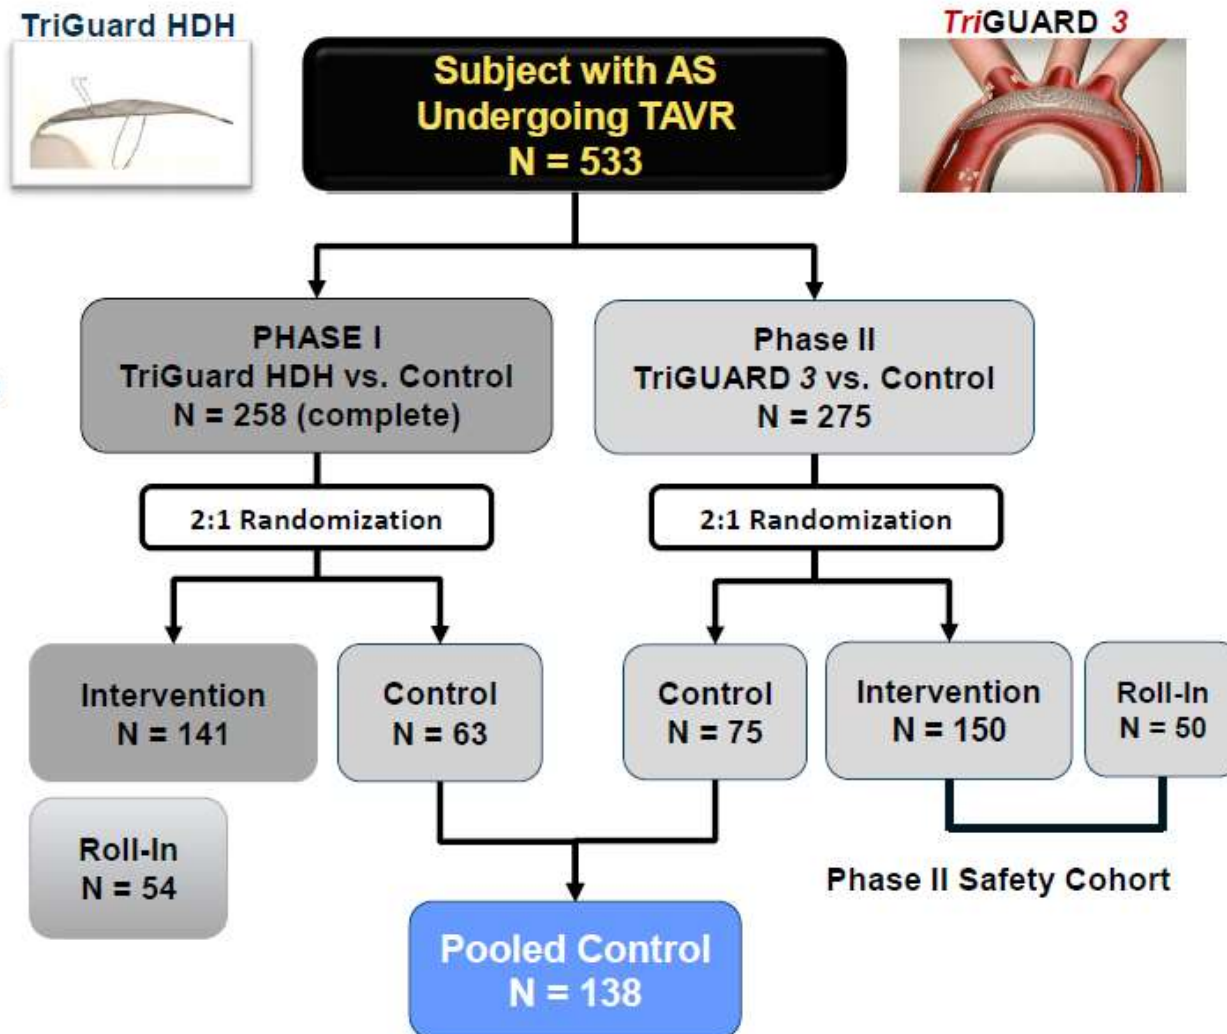 TriGuard HDH
TriGUARD 3
Subject with AS
Undergoing TAVR
N = 533
PHASE I
TriGuard HDH vs. Control
N = 258 (complete)
Phase II
TriGUARD 3 vs. Control
N = 275
2:1 Randomization
2:1 Randomization
Intervention
N = 141
Control
N = 63
Control
N = 75
Intervention
N = 150
Roll-In
N = 50
Roll-In
N = 54
Phase II Safety Cohort
Pooled Control
N = 138